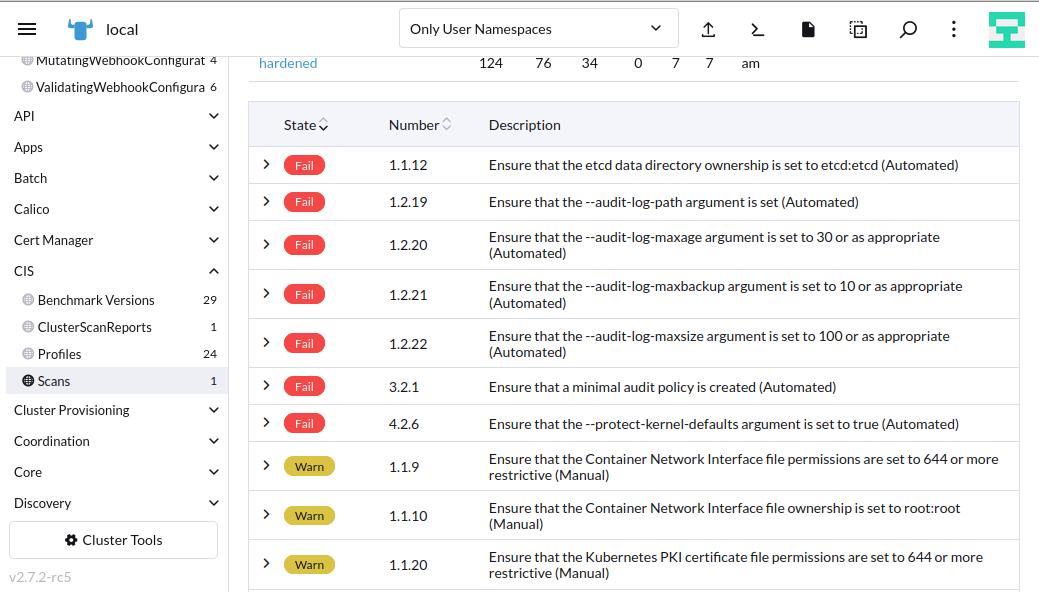 local
Only User Namespaces
MutatingWebhookConfigurat 4
ValidatingWebhookConfigura 6
API
Apps
Batch
Calico
Cert Manager
CIS
Benchmark Versions 29
ClusterScanReports 1
Profiles 24
Scans 1
Cluster Provisioning
Coordination
Core
Discovery
Cluster Tools
v2.7.2-rc5
hardened 124 76 34 0 7 7 am
State Number Description
Fail 1.1.12 Ensure that the etcd data directory ownership is set to etcd:etcd (Automated)
Fail 1.2.19 Ensure that the --audit-log-path argument is set (Automated)
Fail 1.2.20 Ensure that the --audit-log-maxage argument is set to 30 or as appropriate
(Automated)
Fail 1.2.21 Ensure that the --audit-log-maxbackup argument is set to 10 or as appropriate
(Automated)
Fail 1.2.22 Ensure that the --audit-log-maxsize argument is set to 100 or as appropriate
(Automated)
Fail 3.2.1 Ensure that a minimal audit policy is created (Automated)
Fail 4.2.6 Ensure that the --protect-kernel-defaults argument is set to true (Automated)
Warn 1.1.9 Ensure that the Container Network Interface file permissions are set to 644 or more
restrictive (Manual)
Warn 1.1.10 Ensure that the Container Network Interface file ownership is set to root:root
(Manual)
Warn 1.1.20 Ensure that the Kubernetes PKI certificate file permissions are set to 644 or more
restrictive (Manual)